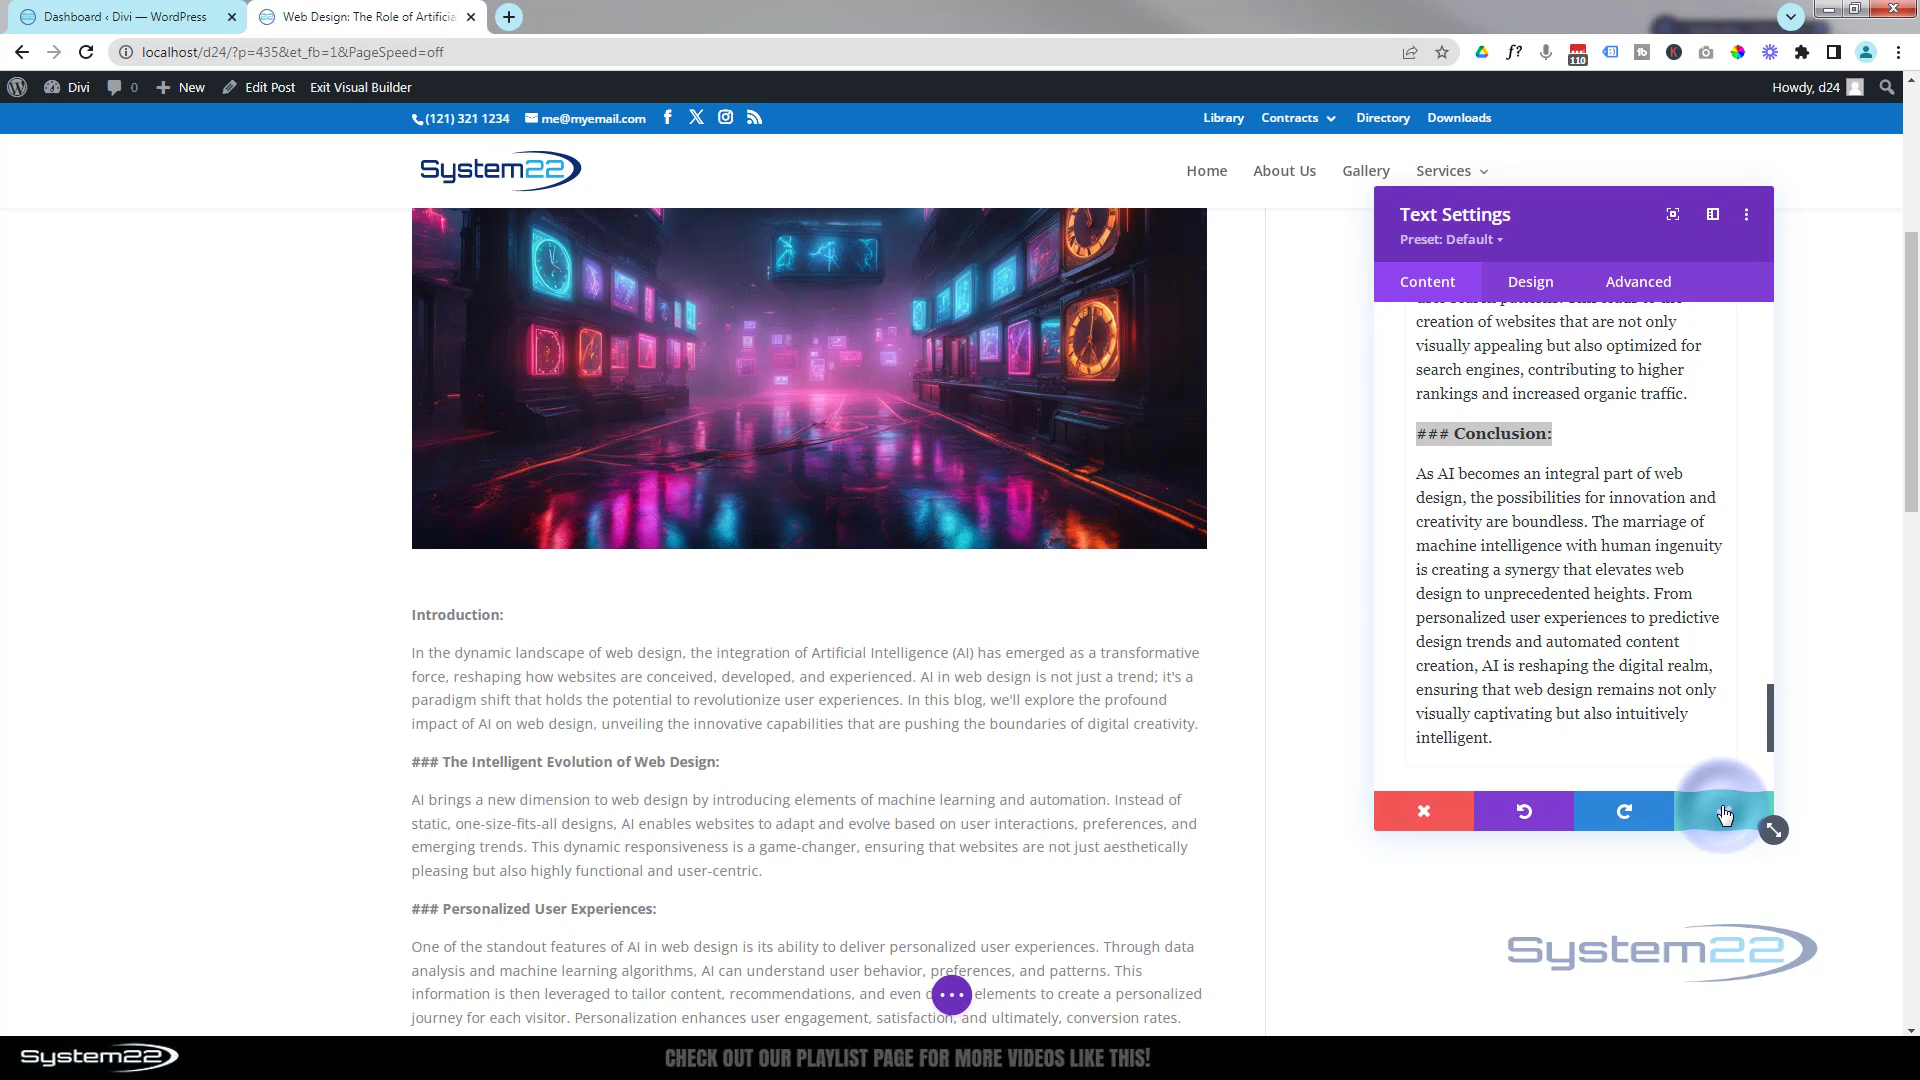 Dashboard ‹ Divi — WordPress
Web Design: The Role of Artificia
localhost/d24/?p=435&et_fb=1&PageSpeed=off
f?
110
fb
K
Divi
0
New
Edit Post
Exit Visual Builder
Howdy, d24
(121) 321 1234
me@myemail.com
Library
Contracts
Directory
Downloads
System22
Home
About Us
Gallery
Services
Text Settings
Preset: Default
Content
Design
Advanced
creation of websites that are not only
visually appealing but also optimized for
search engines, contributing to higher
rankings and increased organic traffic.
### Conclusion:
As AI becomes an integral part of web
design, the possibilities for innovation and
creativity are boundless. The marriage of
machine intelligence with human ingenuity
is creating a synergy that elevates web
design to unprecedented heights. From
personalized user experiences to predictive
design trends and automated content
creation, AI is reshaping the digital realm,
ensuring that web design remains not only
visually captivating but also intuitively
intelligent.
Introduction:
In the dynamic landscape of web design, the integration of Artificial Intelligence (AI) has emerged as a transformative
force, reshaping how websites are conceived, developed, and experienced. AI in web design is not just a trend; it's a
paradigm shift that holds the potential to revolutionize user experiences. In this blog, we'll explore the profound
impact of AI on web design, unveiling the innovative capabilities that are pushing the boundaries of digital creativity.
### The Intelligent Evolution of Web Design:
AI brings a new dimension to web design by introducing elements of machine learning and automation. Instead of
static, one-size-fits-all designs, AI enables websites to adapt and evolve based on user interactions, preferences, and
emerging trends. This dynamic responsiveness is a game-changer, ensuring that websites are not just aesthetically
pleasing but also highly functional and user-centric.
### Personalized User Experiences:
One of the standout features of AI in web design is its ability to deliver personalized user experiences. Through data
analysis and machine learning algorithms, AI can understand user behavior, preferences, and patterns. This
information is then leveraged to tailor content, recommendations, and even elements to create a personalized
journey for each visitor. Personalization enhances user engagement, satisfaction, and ultimately, conversion rates.
System22
System22
CHECK OUT OUR PLAYLIST PAGE FOR MORE VIDEOS LIKE THIS!